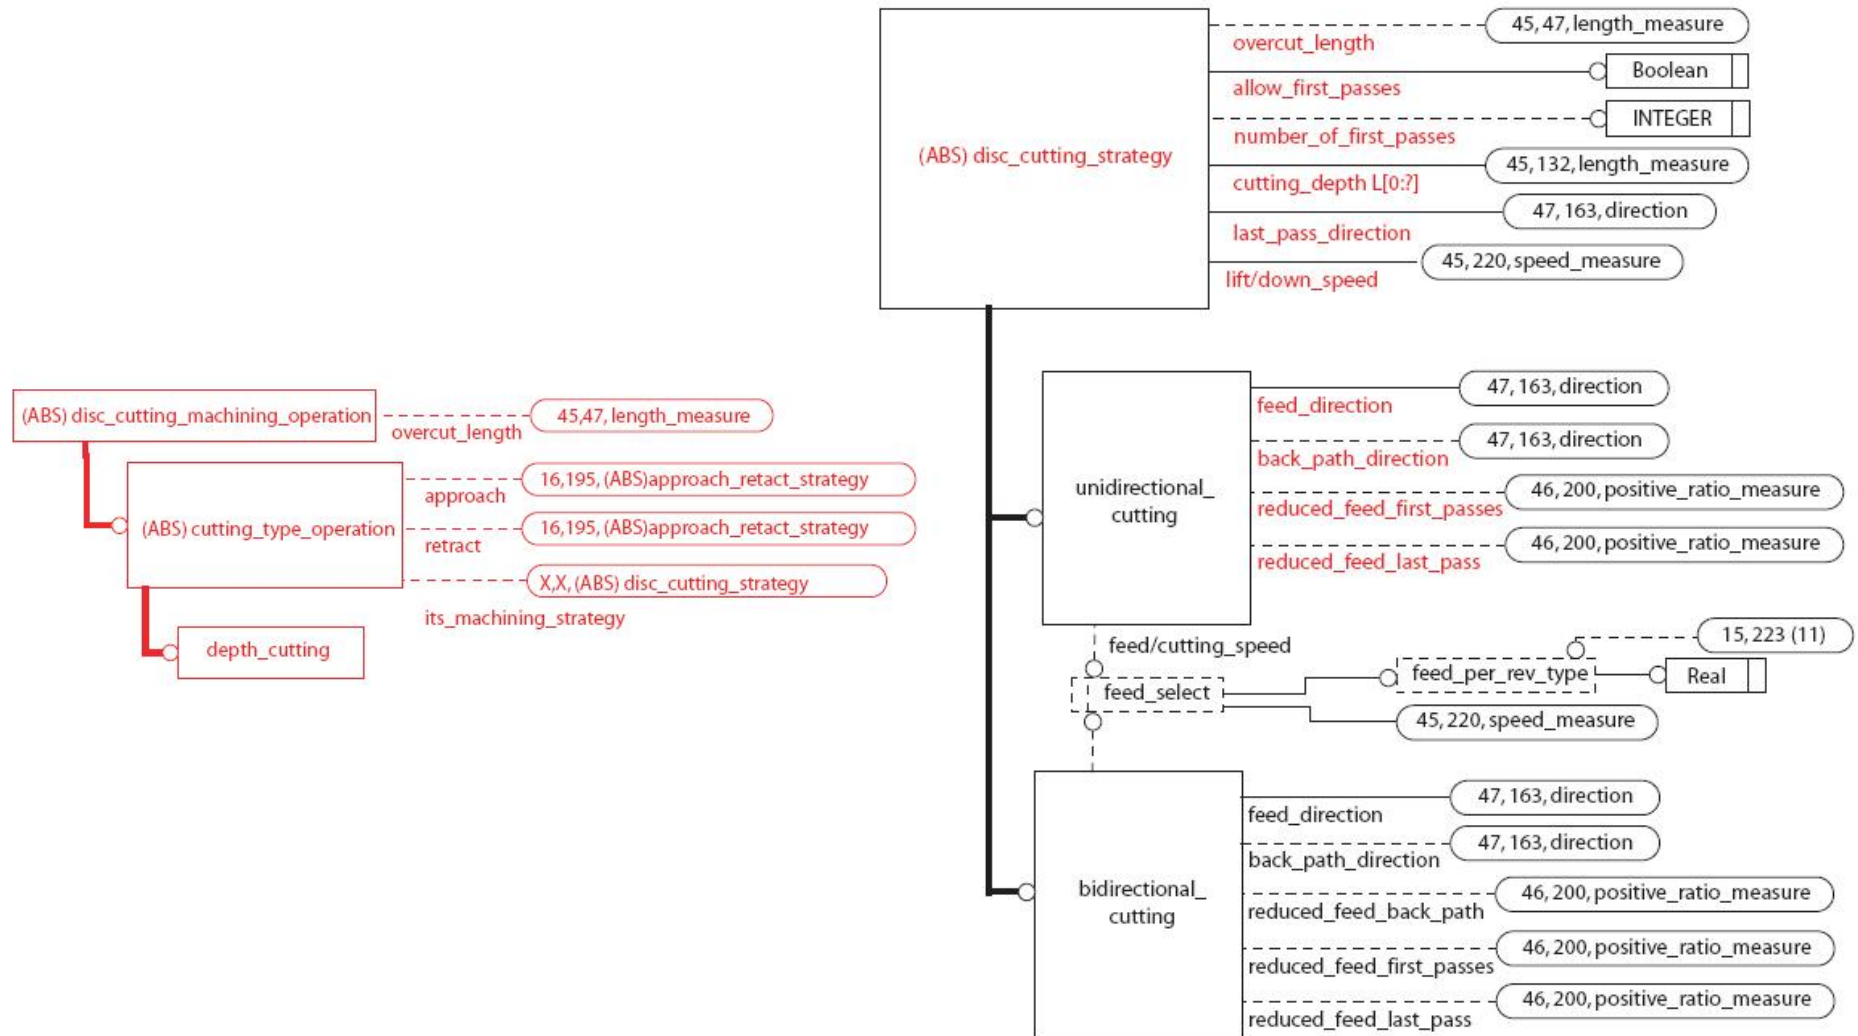 45,47,length_measure
overcut_length
Boolean
allow_first_passes
INTEGER
number_of_first_passes
(ABS) disc_cutting_strategy
45,132,length_measure
cutting_depth L[0:?]
47,163,direction
last_pass_direction
45,220,speed_measure
lift/down_speed
(ABS) disc_cutting_machining_operation
45,47,length_measure
overcut_length
(ABS) cutting_type_operation
16,195,(ABS)approach_retact_strategy
approach
16,195,(ABS)approach_retact_strategy
retract
X,X,(ABS) disc_cutting_strategy
its_machining_strategy
depth_cutting
unidirectional_
cutting
47,163,direction
feed_direction
47,163,direction
back_path_direction
46,200,positive_ratio_measure
reduced_feed_first_passes
46,200,positive_ratio_measure
reduced_feed_last_pass
feed/cutting_speed
15,223 (11)
feed_select
feed_per_rev_type
Real
45,220,speed_measure
bidirectional_
cutting
47,163,direction
feed_direction
47,163,direction
back_path_direction
46,200,positive_ratio_measure
reduced_feed_back_path
46,200,positive_ratio_measure
reduced_feed_first_passes
46,200,positive_ratio_measure
reduced_feed_last_pass